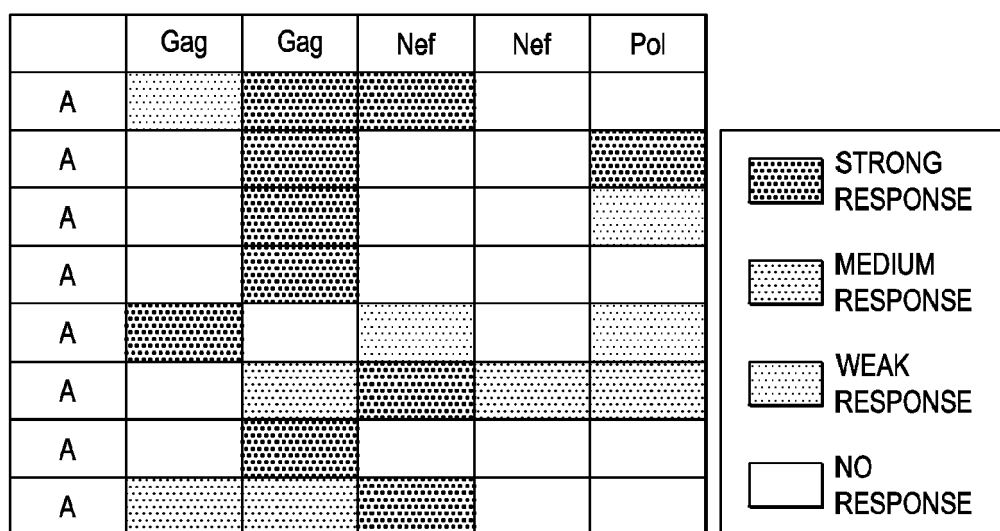 Gag Gag Nef Nef Pol
A
A
A
A
A
A
A
A
STRONG
RESPONSE
MEDIUM
RESPONSE
WEAK
RESPONSE
NO
RESPONSE